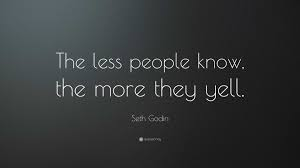 The less people know,
the more they yell.
Seth Godin